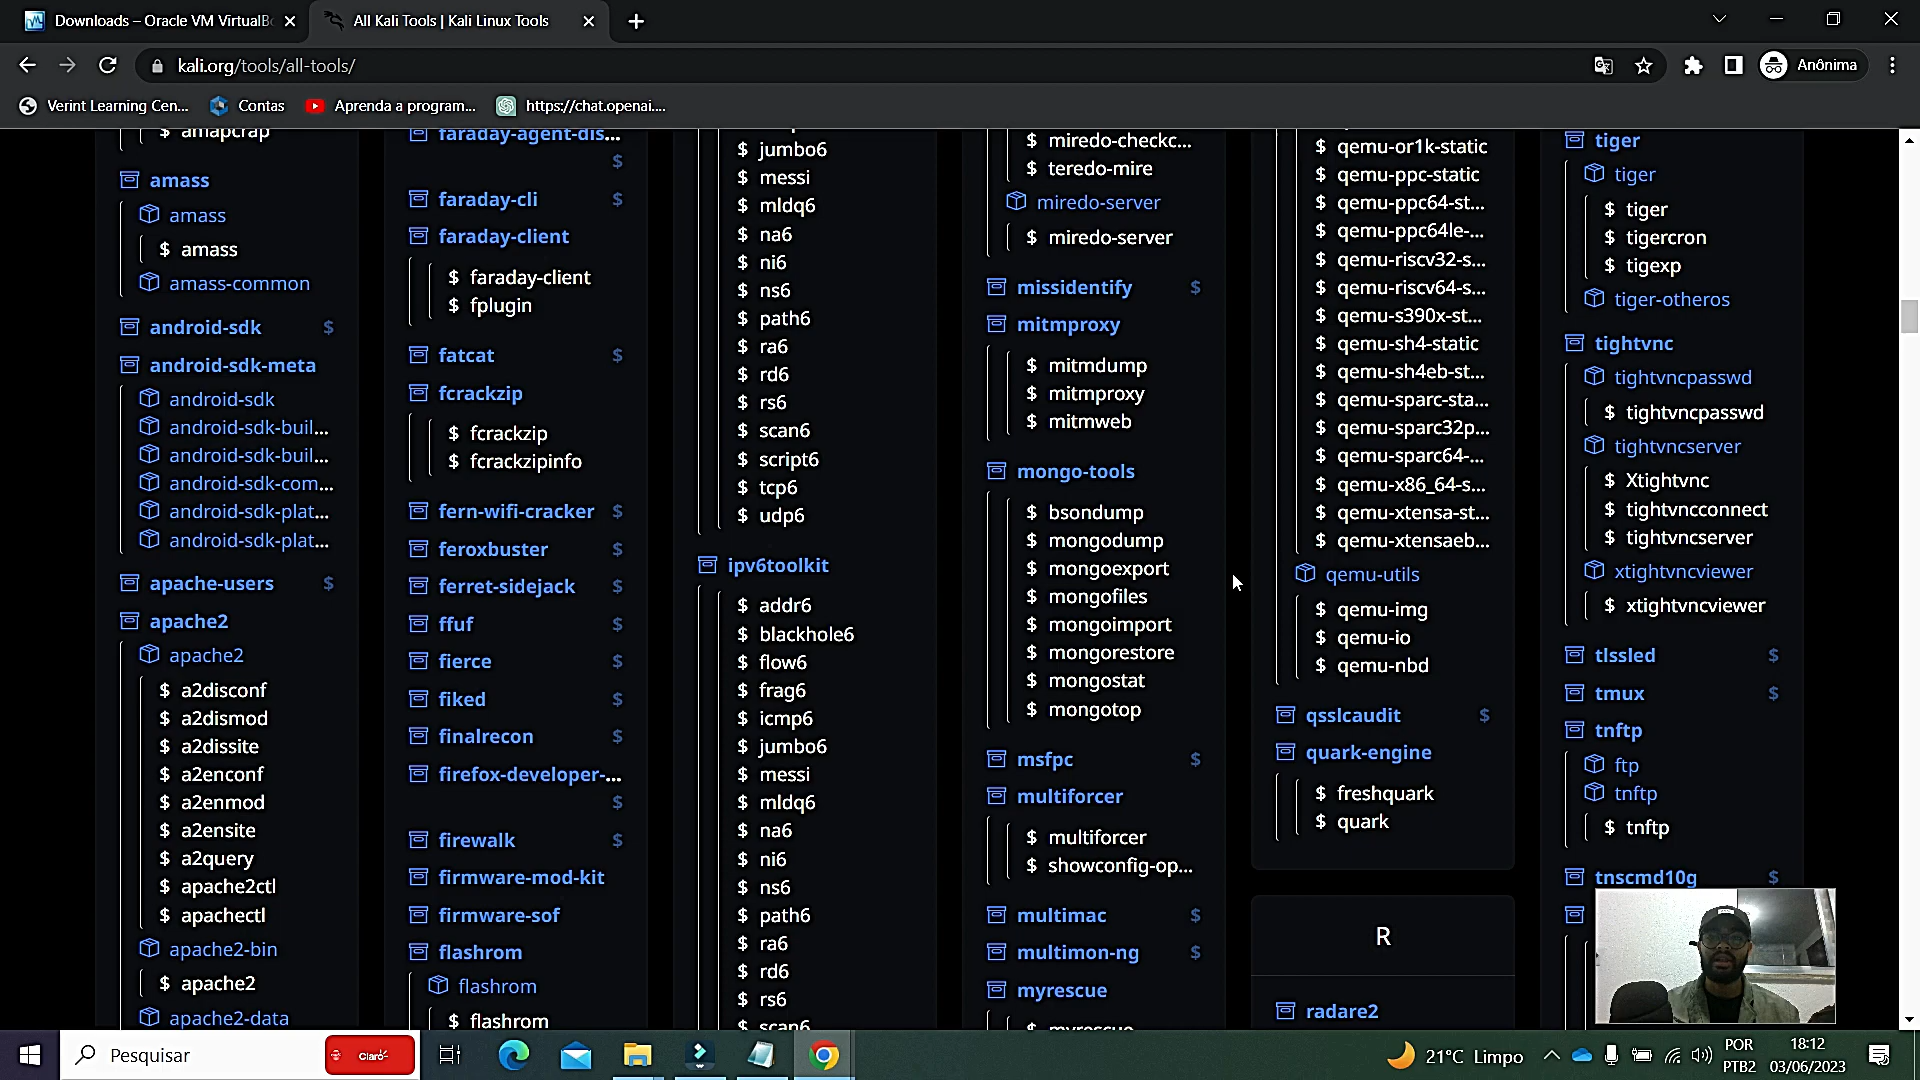 Downloads – Oracle VM VirtualB
All Kali Tools | Kali Linux Tools
kali.org/tools/all-tools/
Anônima
Verint Learning Cen...
Contas
Aprenda a program...
https://chat.openai....
amapcrap
amass
amass
$ amass
amass-common
android-sdk $
android-sdk-meta
android-sdk
android-sdk-buil...
android-sdk-buil...
android-sdk-com...
android-sdk-plat...
android-sdk-plat...
apache-users $
apache2
apache2
$ a2disconf
$ a2dismod
$ a2dissite
$ a2enconf
$ a2enmod
$ a2ensite
$ a2query
$ apache2ctl
$ apachectl
apache2-bin
$ apache2
apache2-data
faraday-agent-dis...
$
faraday-cli $
faraday-client
$ faraday-client
$ fplugin
fatcat $
fcrackzip
$ fcrackzip
$ fcrackzipinfo
fern-wifi-cracker $
feroxbuster $
ferret-sidejack $
ffuf $
fierce $
fiked $
finalrecon $
firefox-developer-...
$
firewalk $
firmware-mod-kit
firmware-sof
flashrom
flashrom
$ flashrom
$ jumbo6
$ messi
$ mldq6
$ na6
$ ni6
$ ns6
$ path6
$ ra6
$ rd6
$ rs6
$ scan6
$ script6
$ tcp6
$ udp6
ipv6toolkit
$ addr6
$ blackhole6
$ flow6
$ frag6
$ icmp6
$ jumbo6
$ messi
$ mldq6
$ na6
$ ni6
$ ns6
$ path6
$ ra6
$ rd6
$ rs6
$ scan6
$ miredo-checkc...
$ teredo-mire
miredo-server
$ miredo-server
missidentify $
mitmproxy
$ mitmdump
$ mitmproxy
$ mitmweb
mongo-tools
$ bsondump
$ mongodump
$ mongoexport
$ mongofiles
$ mongoimport
$ mongorestore
$ mongostat
$ mongotop
msfpc $
multiforcer
$ multiforcer
$ showconfig-op...
multimac $
multimon-ng $
myrescue
$ myrescue
$ qemu-or1k-static
$ qemu-ppc-static
$ qemu-ppc64-st...
$ qemu-ppc64le-...
$ qemu-riscv32-s...
$ qemu-riscv64-s...
$ qemu-s390x-st...
$ qemu-sh4-static
$ qemu-sh4eb-st...
$ qemu-sparc-sta...
$ qemu-sparc32p...
$ qemu-sparc64-...
$ qemu-x86_64-s...
$ qemu-xtensa-st...
$ qemu-xtensaeb...
qemu-utils
$ qemu-img
$ qemu-io
$ qemu-nbd
qsslcaudit $
quark-engine
$ freshquark
$ quark
R
radare2
tiger
tiger
$ tiger
$ tigercron
$ tigexp
tiger-otheros
tightvnc
tightvncpasswd
$ tightvncpasswd
tightvncserver
$ Xtightvnc
$ tightvncconnect
$ tightvncserver
xtightvncviewer
$ xtightvncviewer
tlssled $
tmux $
tnftp
ftp
tnftp
$ tnftp
tnscmd10g $
Pesquisar
Claro
21°C Limpo
POR
PTB2
18:12
03/06/2023